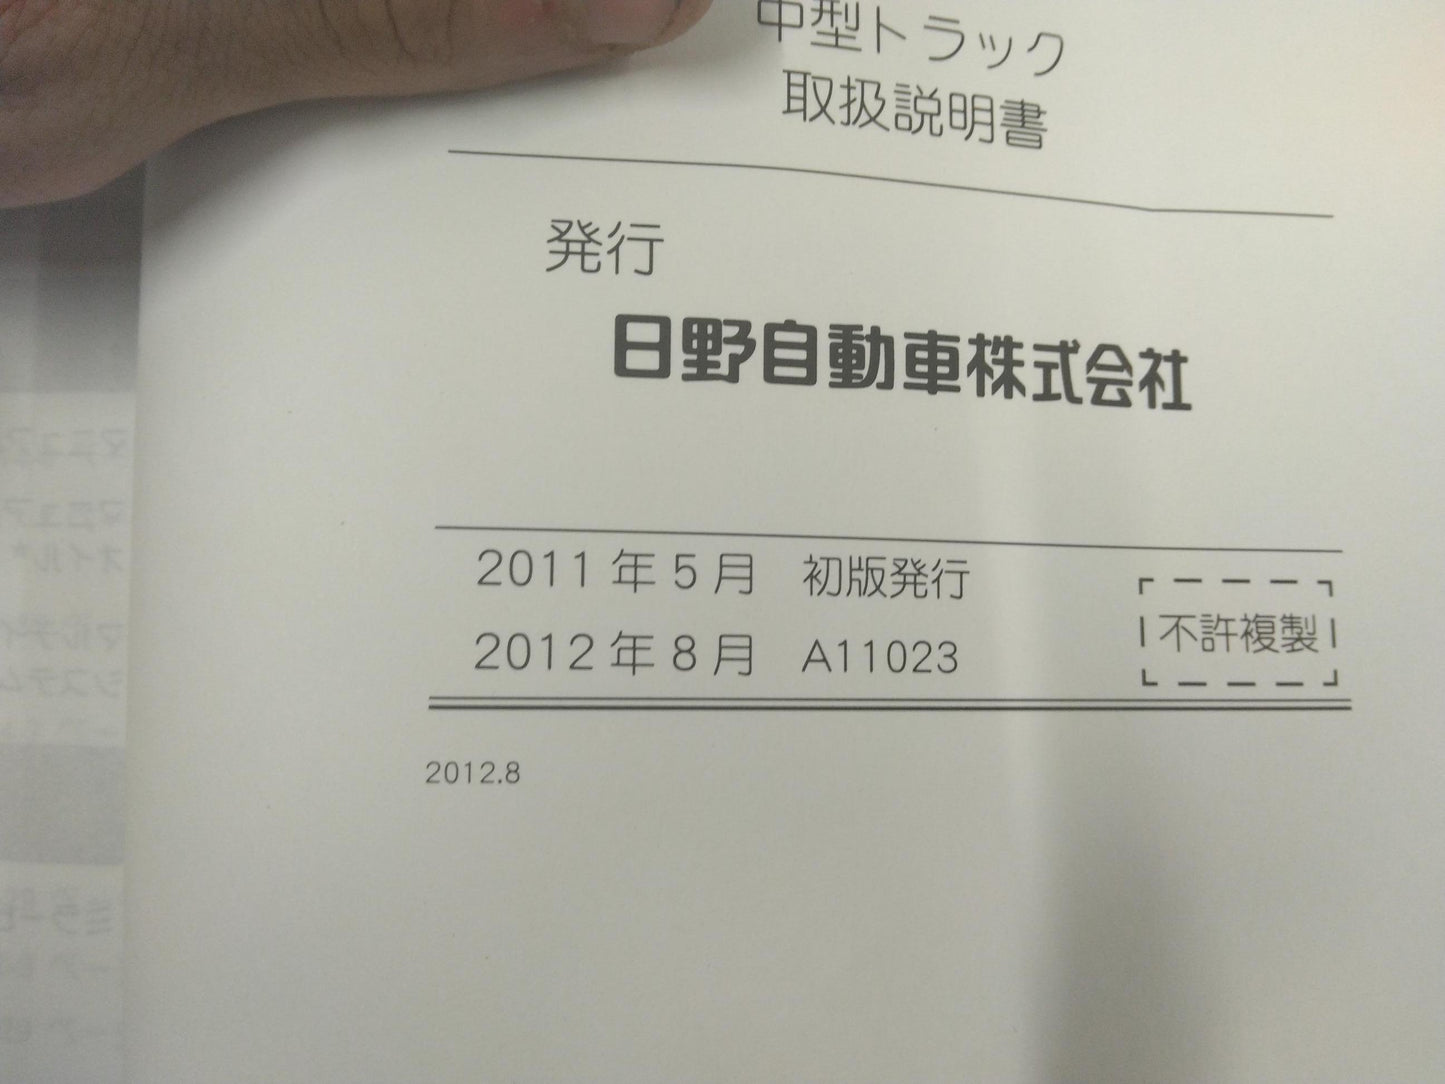 中型トラック
取扱説明書
発行
日野自動車株式会社
2011年5月 初版発行
2012年8月 A11023
不許複製
2012.8